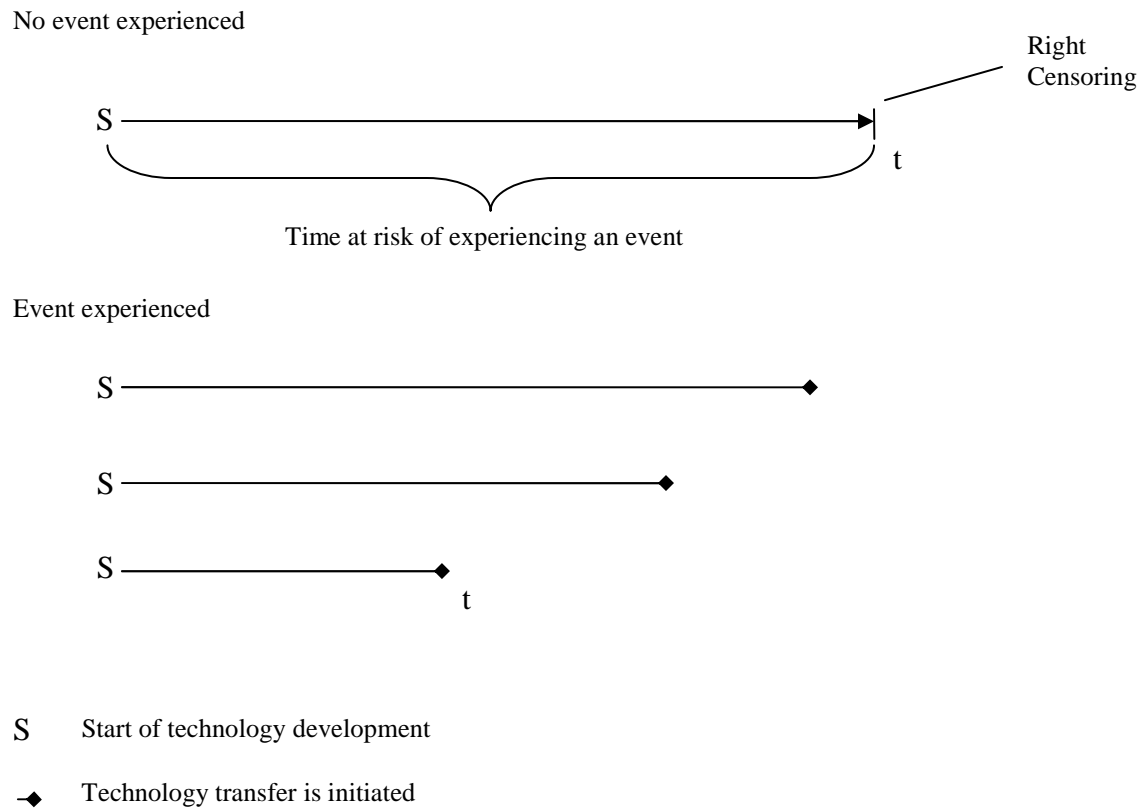 No event experienced
Right
Censoring
S
t
Time at risk of experiencing an event
Event experienced
S
S
S
t
S Start of technology development
Technology transfer is initiated